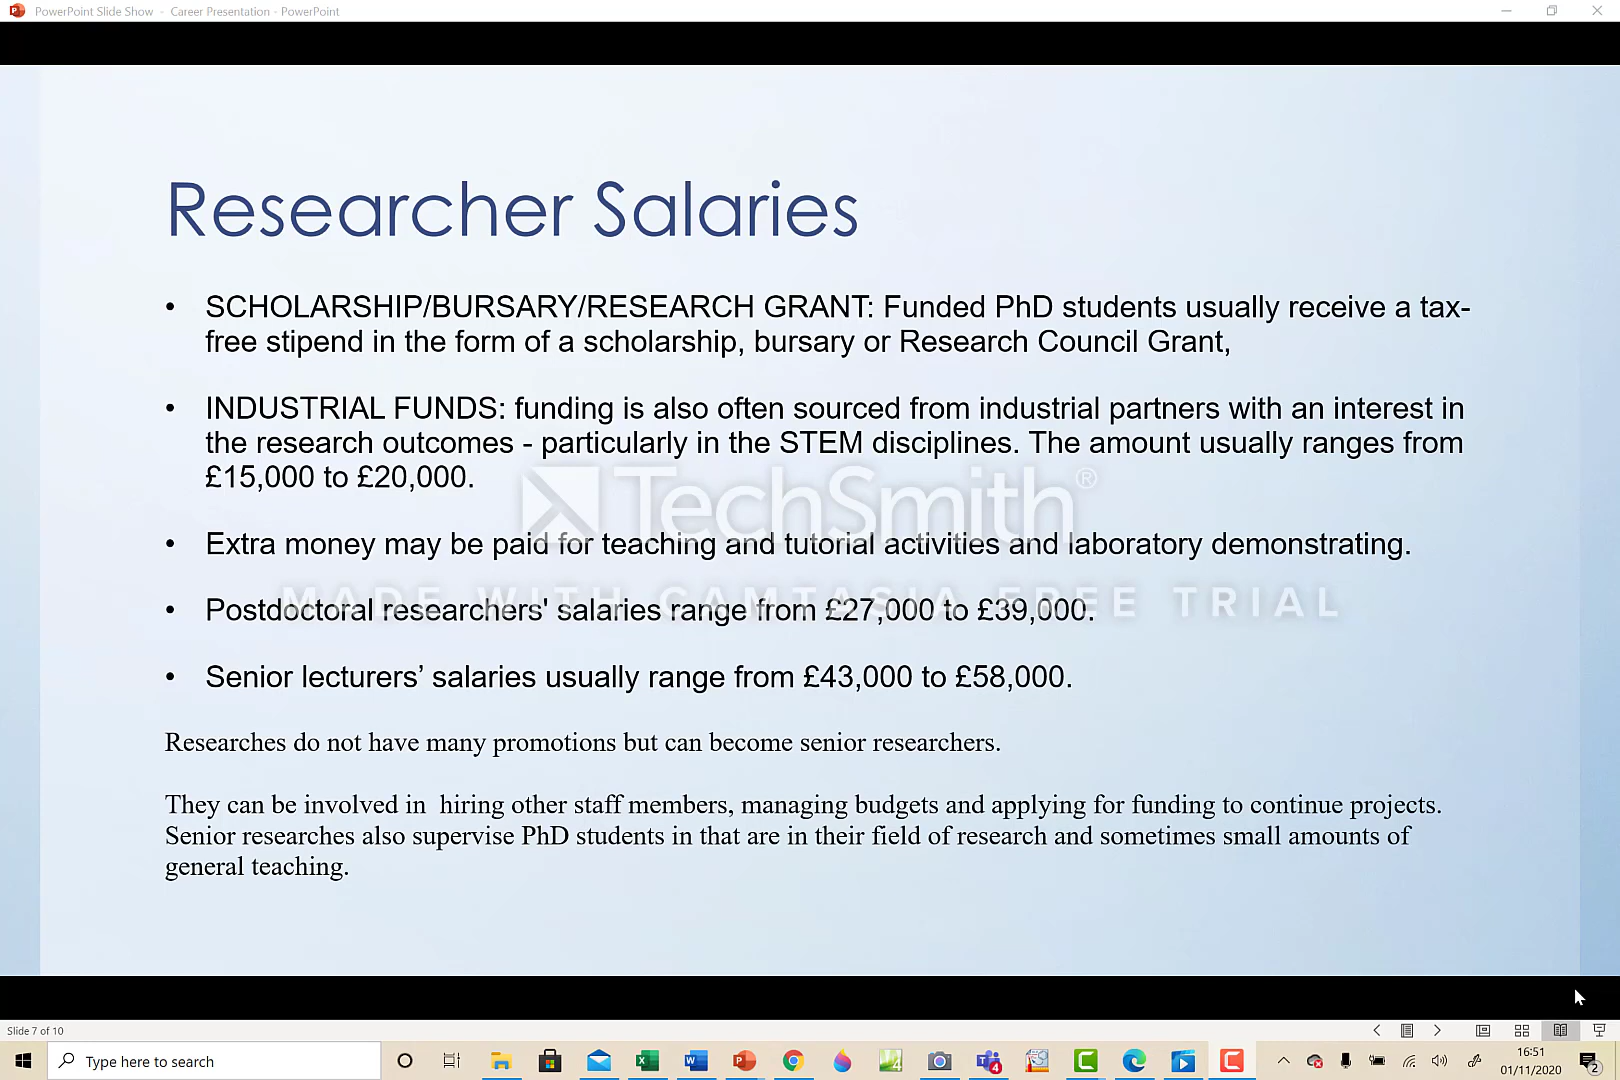 PowerPoint Slide Show - Career Presentation - PowerPoint
Researcher Salaries
• SCHOLARSHIP/BURSARY/RESEARCH GRANT: Funded PhD students usually receive a tax-
free stipend in the form of a scholarship, bursary or Research Council Grant,
• INDUSTRIAL FUNDS: funding is also often sourced from industrial partners with an interest in
the research outcomes - particularly in the STEM disciplines. The amount usually ranges from
£15,000 to £20,000.
TechSmith®
• Extra money may be paid for teaching and tutorial activities and laboratory demonstrating.
MADE WITH CAMTASIA FREE TRIAL
• Postdoctoral researchers' salaries range from £27,000 to £39,000.
• Senior lecturers’ salaries usually range from £43,000 to £58,000.
Researches do not have many promotions but can become senior researchers.
They can be involved in  hiring other staff members, managing budgets and applying for funding to continue projects.
Senior researches also supervise PhD students in that are in their field of research and sometimes small amounts of
general teaching.
Slide 7 of 10
Type here to search
4
16:51
01/11/2020
2